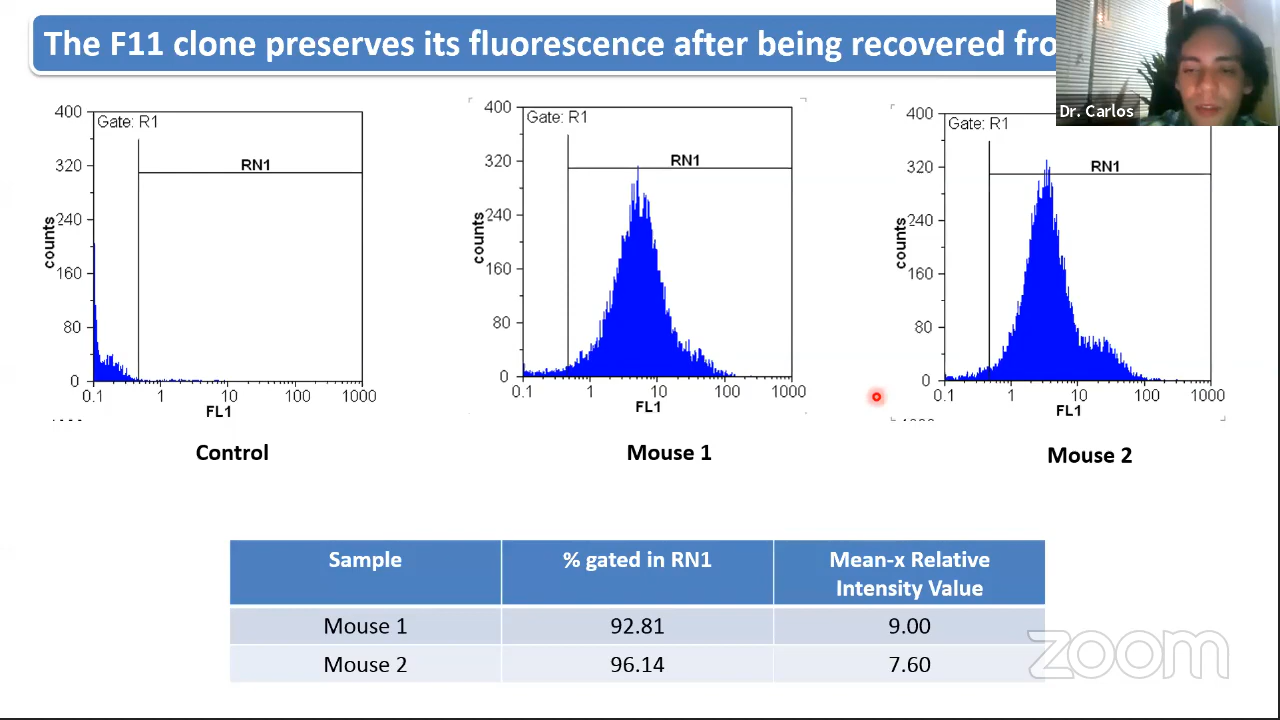 The F11 clone preserves its fluorescence after being recovered fro
Dr. Carlos
400
320
240
160
80
0
counts
Gate: R1
RN1
0.1 1 10 100 1000
FL1
Control
400
320
240
160
80
0
counts
Gate: R1
RN1
0.1 1 10 100 1000
FL1
Mouse 1
400
320
240
160
80
0
counts
Gate: R1
RN1
0.1 1 10 100 1000
FL1
Mouse 2
Sample % gated in RN1 Mean-x Relative
Intensity Value
Mouse 1 92.81 9.00
Mouse 2 96.14 7.60
zoom